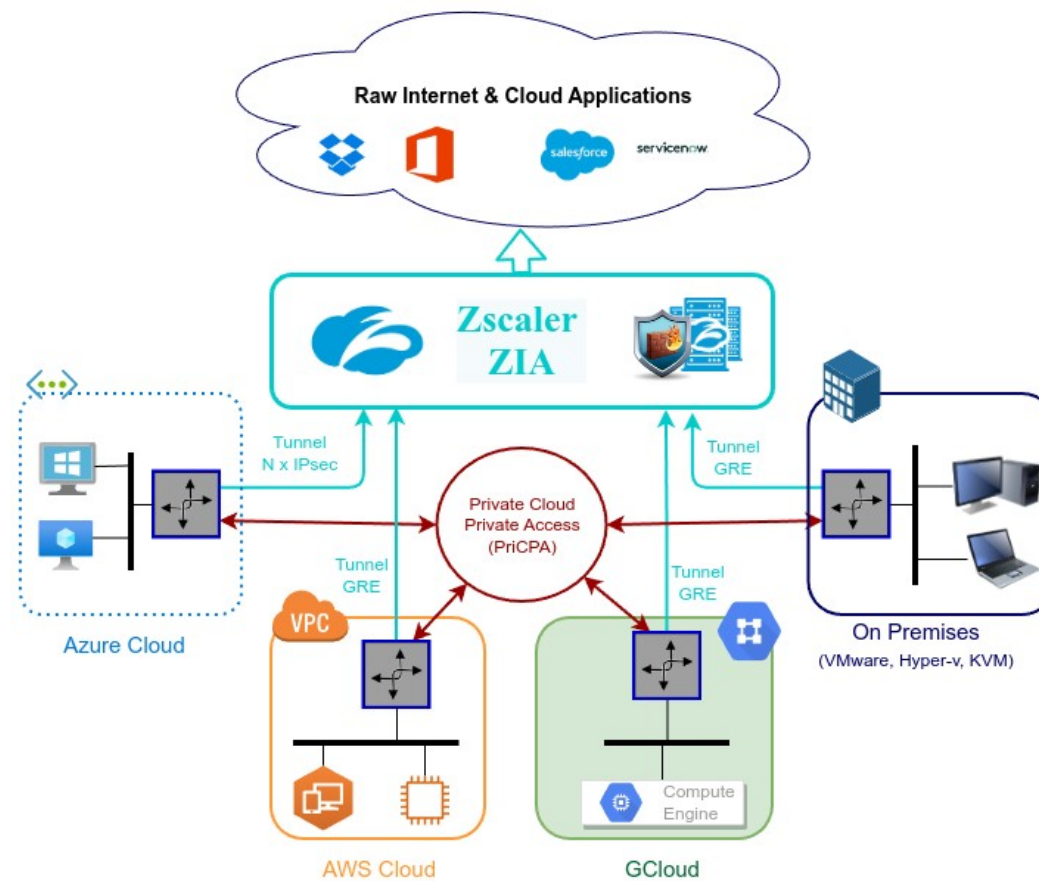 Raw Internet & Cloud Applications
salesforce
servicenow
Zscaler
ZIA
Tunnel
N x IPsec
Tunnel
GRE
Private Cloud
Private Access
(PriCPA)
Tunnel
GRE
Tunnel
GRE
VPC
Azure Cloud
On Premises
(VMware, Hyper-v, KVM)
Compute
Engine
AWS Cloud
GCloud